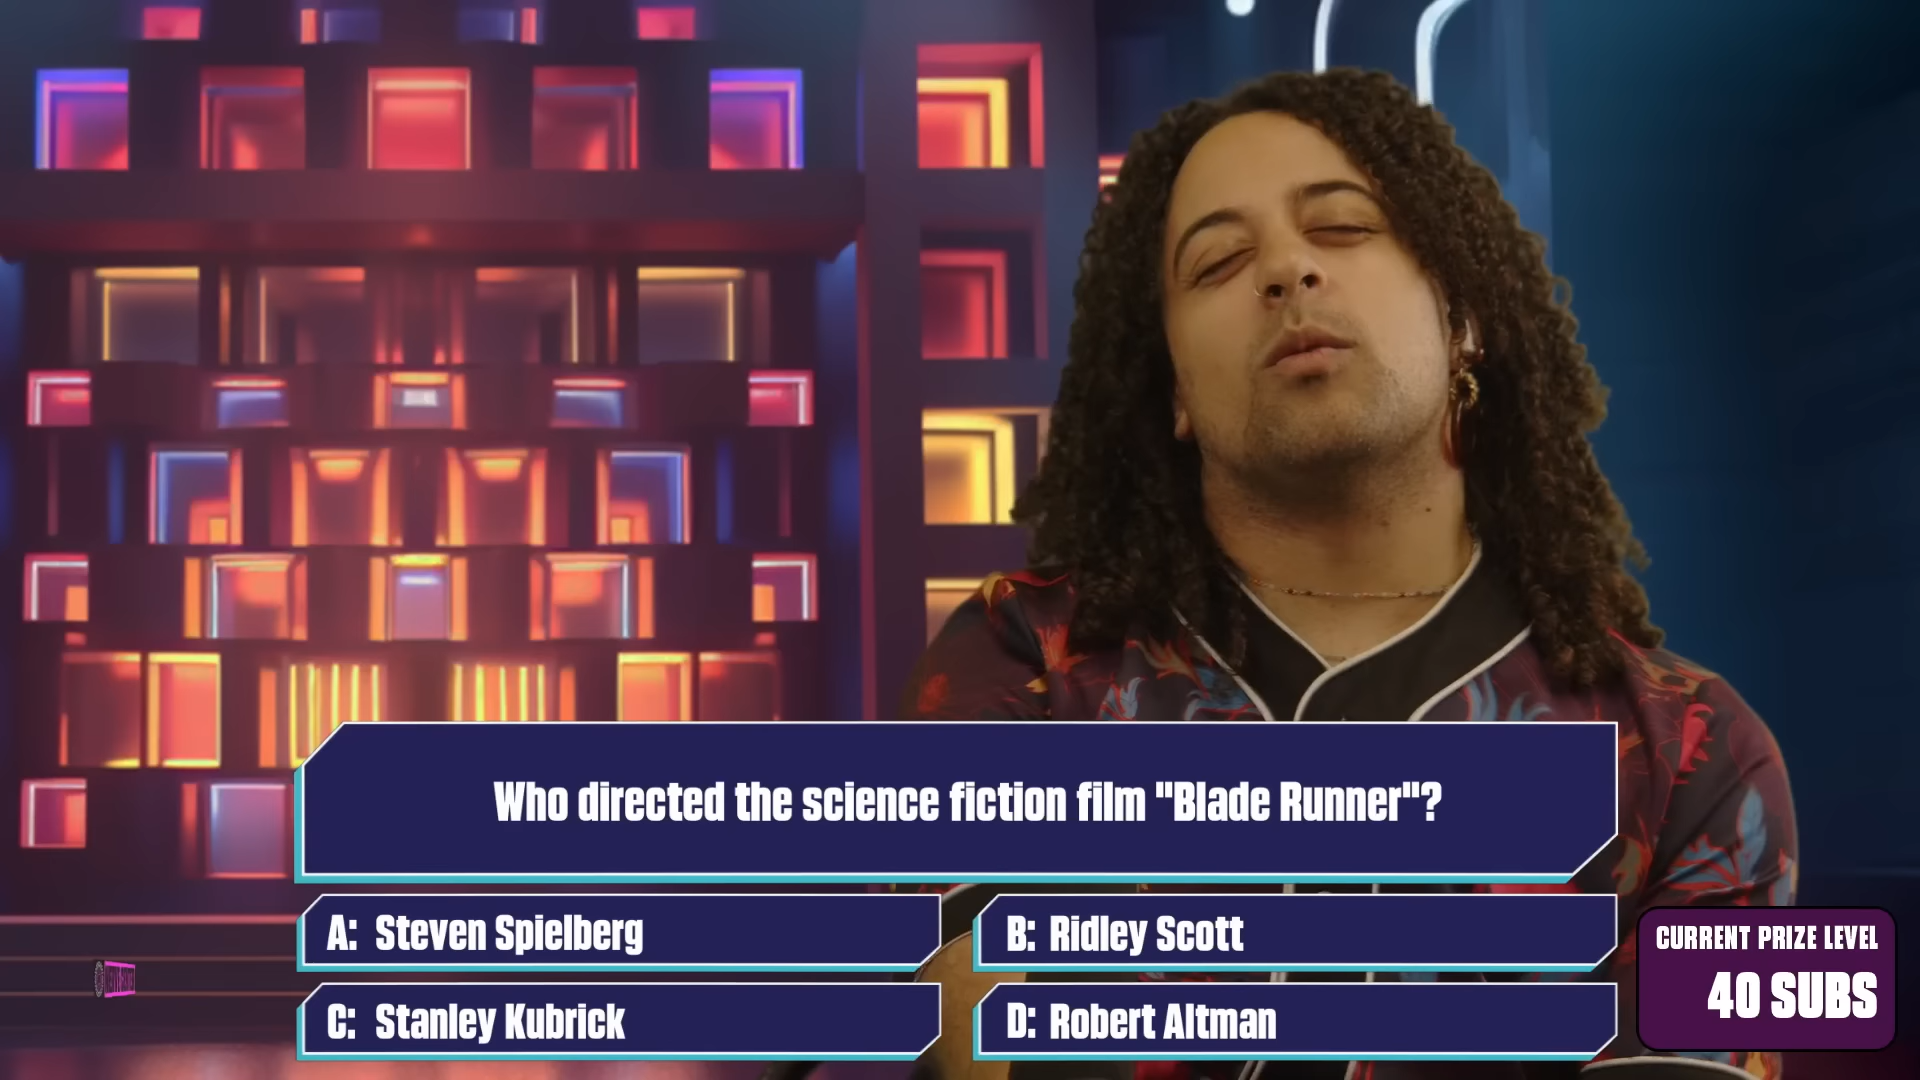 Who directed the science fiction film "Blade Runner"?
A: Steven Spielberg
B: Ridley Scott
C: Stanley Kubrick
D: Robert Altman
CURRENT PRIZE LEVEL
40 SUBS